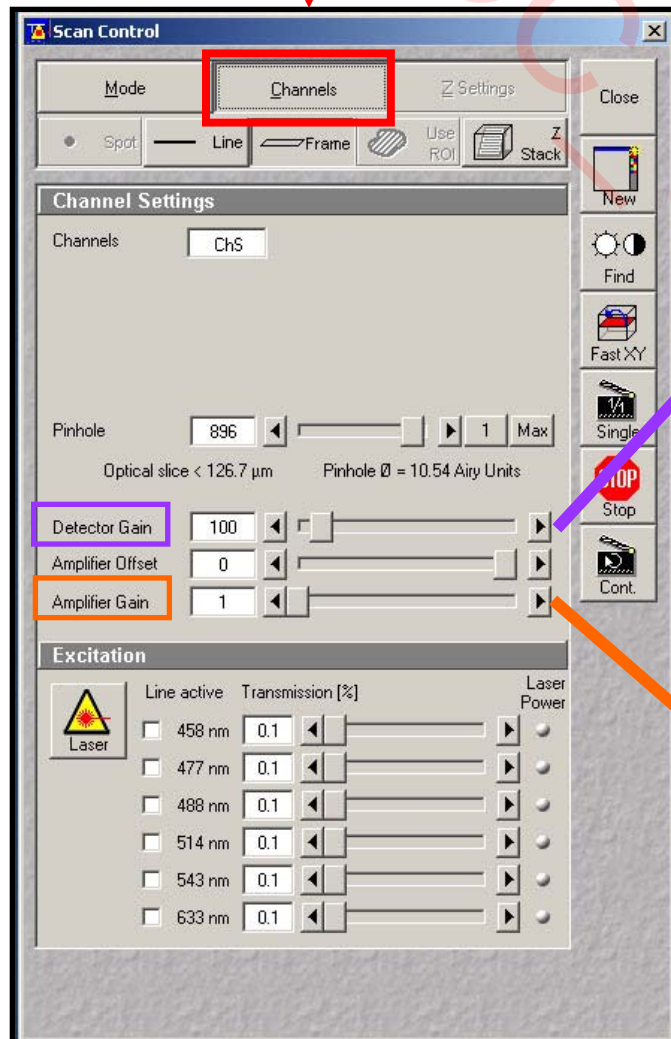 Scan Control
Mode Channels Z Settings Close
Spot Line Frame Use ROI Z Stack
New
Channel Settings
Channels ChS
Find
Fast XY
Pinhole 896 1 Max
Single
Optical slice < 126.7 µm Pinhole Ø = 10.54 Airy Units
STOP
Stop
Detector Gain 100
Amplifier Offset 0
Cont.
Amplifier Gain 1
Excitation
Laser
Line active Transmission [%] Laser Power
458 nm 0.1
477 nm 0.1
488 nm 0.1
514 nm 0.1
543 nm 0.1
633 nm 0.1